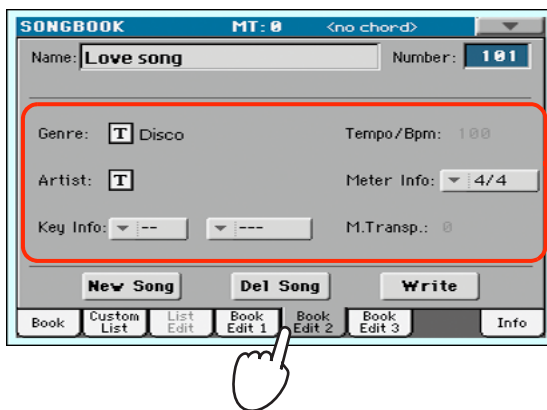 SONGBOOK MT: 0 <no chord>
Name: Love song Number: 101
Genre: T Disco Tempo/Bpm: 100
Artist: T Meter Info: 4/4
Key Info: -- --- M.Transp.: 0
New Song Del Song Write
Book Custom List List Edit Book Edit 1 Book Edit 2 Book Edit 3 Info